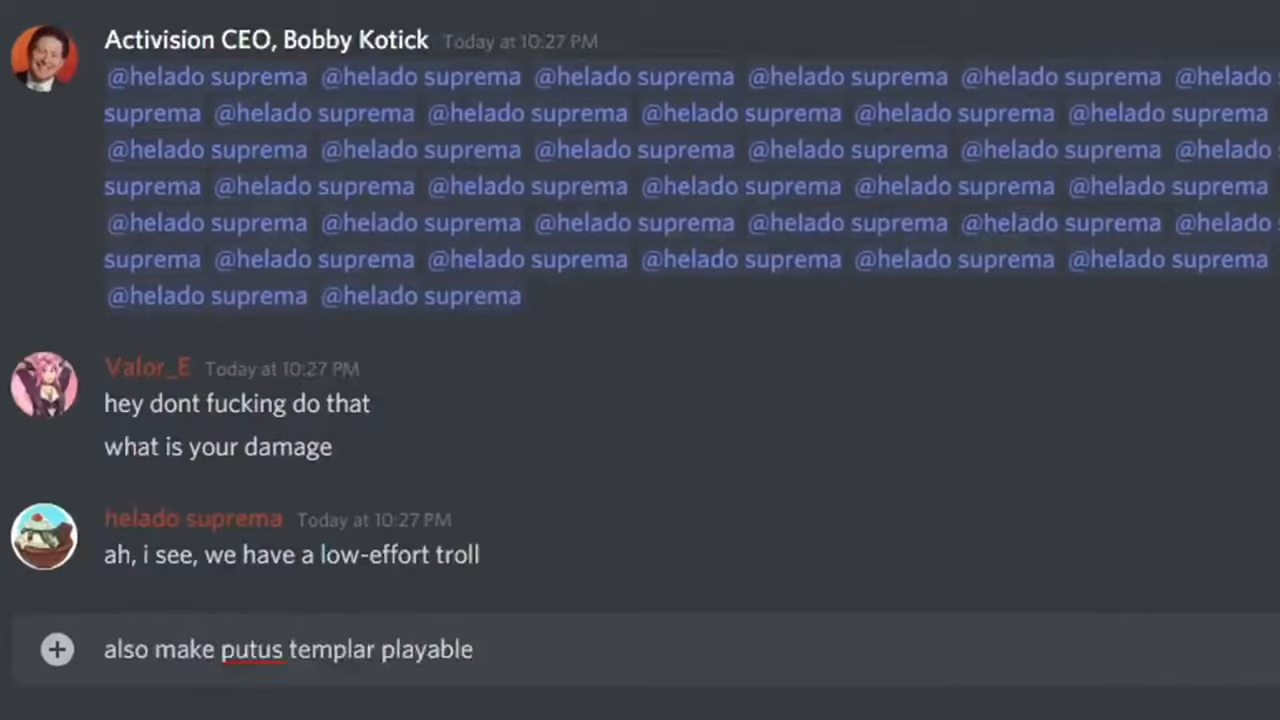 Activision CEO, Bobby Kotick Today at 10:27 PM
@helado suprema @helado suprema @helado suprema @helado suprema @helado suprema @helado
suprema @helado suprema @helado suprema @helado suprema @helado suprema @helado suprema
@helado suprema @helado suprema @helado suprema @helado suprema @helado suprema @helado
suprema @helado suprema @helado suprema @helado suprema @helado suprema @helado suprema
@helado suprema @helado suprema @helado suprema @helado suprema @helado suprema @helado
suprema @helado suprema @helado suprema @helado suprema @helado suprema @helado suprema
@helado suprema @helado suprema
Valor_E Today at 10:27 PM
hey dont fucking do that
what is your damage
helado suprema Today at 10:27 PM
ah, i see, we have a low-effort troll
also make putus templar playable